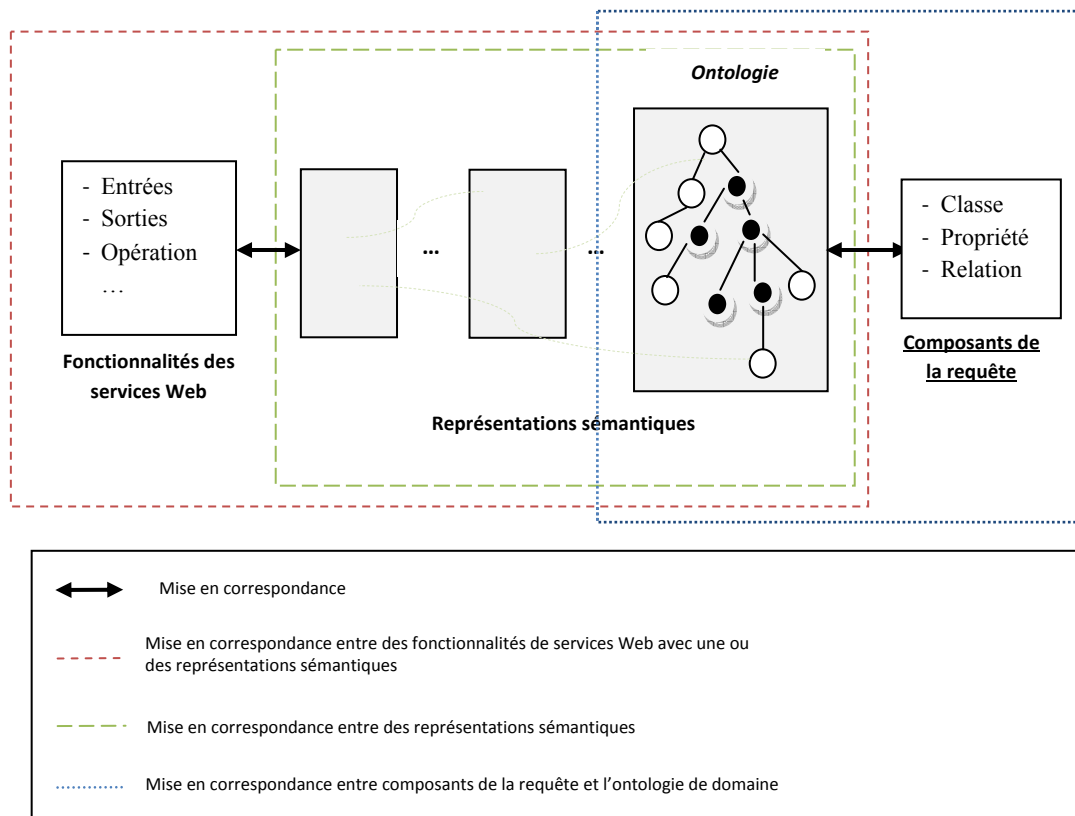 Ontologie
- Entrées
- Sorties
- Opération
…
Fonctionnalités des
services Web
...
...
Représentations sémantiques
- Classe
- Propriété
- Relation
Composants de
la requête
Mise en correspondance
Mise en correspondance entre des fonctionnalités de services Web avec une ou
des représentations sémantiques
Mise en correspondance entre des représentations sémantiques
Mise en correspondance entre composants de la requête et l’ontologie de domaine